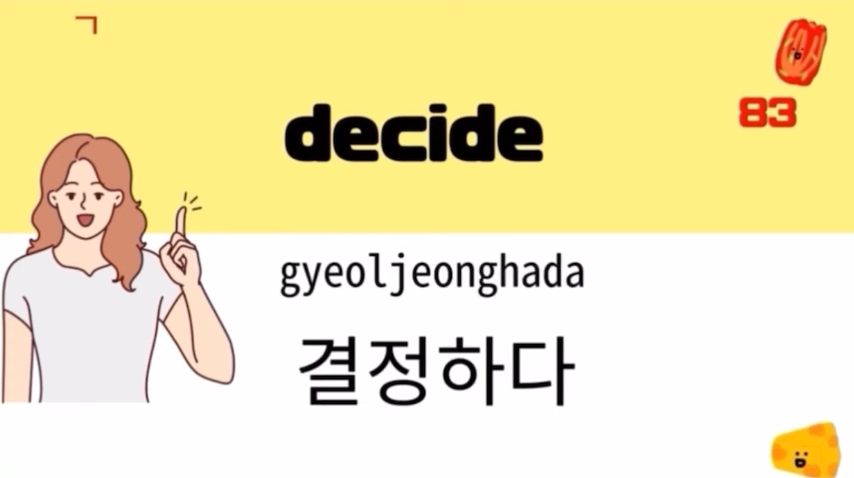 ㄱ
83
decide
gyeoljeonghada
결정하다